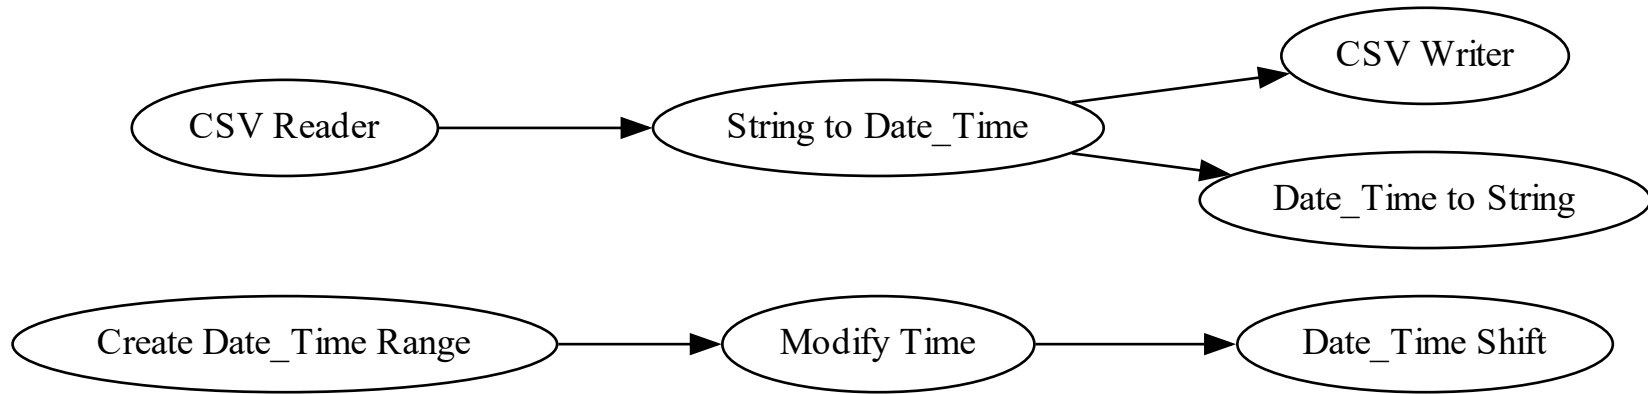 CSV Reader
String to Date_Time
CSV Writer
Date_Time to String
Create Date_Time Range
Modify Time
Date_Time Shift